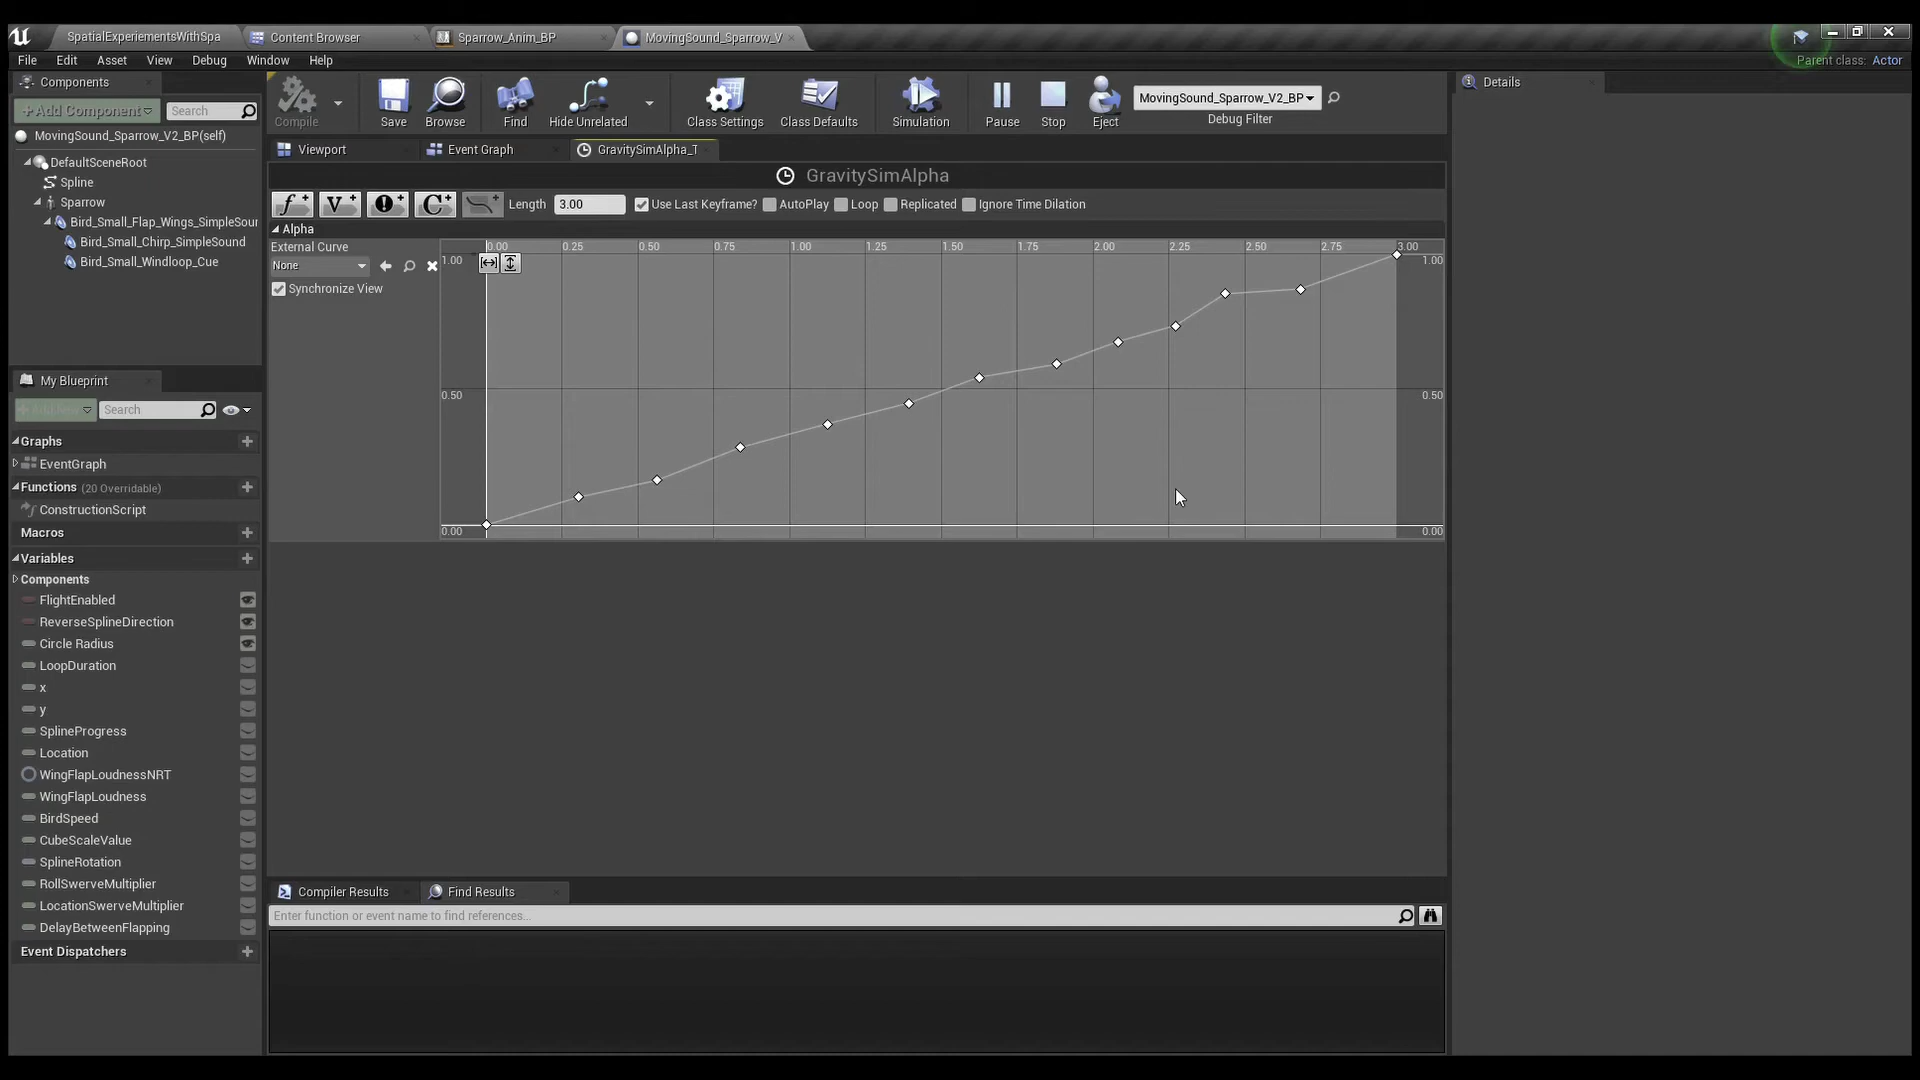 SpatialExperiementsWithSpa
Content Browser
Sparrow_Anim_BP
MovingSound_Sparrow_V
File Edit Asset View Debug Window Help
Parent class: Actor
Components
+Add Component
Search
MovingSound_Sparrow_V2_BP(self)
DefaultSceneRoot
Spline
Sparrow
Bird_Small_Flap_Wings_SimpleSour
Bird_Small_Chirp_SimpleSound
Bird_Small_Windloop_Cue
Compile
Save
Browse
Find
Hide Unrelated
Class Settings
Class Defaults
Simulation
Pause
Stop
Eject
MovingSound_Sparrow_V2_BP
Debug Filter
Details
Viewport
Event Graph
GravitySimAlpha_T
GravitySimAlpha
Length 3.00 Use Last Keyframe? AutoPlay Loop Replicated Ignore Time Dilation
Alpha
External Curve
None
Synchronize View
0.00 0.25 0.50 0.75 1.00 1.25 1.50 1.75 2.00 2.25 2.50 2.75 3.00
1.00 1.00
0.50 0.50
0.00 0.00
My Blueprint
Search
Graphs
EventGraph
Functions (20 Overridable)
ConstructionScript
Macros
Variables
Components
FlightEnabled
ReverseSplineDirection
Circle Radius
LoopDuration
x
y
SplineProgress
Location
WingFlapLoudnessNRT
WingFlapLoudness
BirdSpeed
CubeScaleValue
SplineRotation
RollSwerveMultiplier
LocationSwerveMultiplier
DelayBetweenFlapping
Event Dispatchers
Compiler Results
Find Results
Enter function or event name to find references...